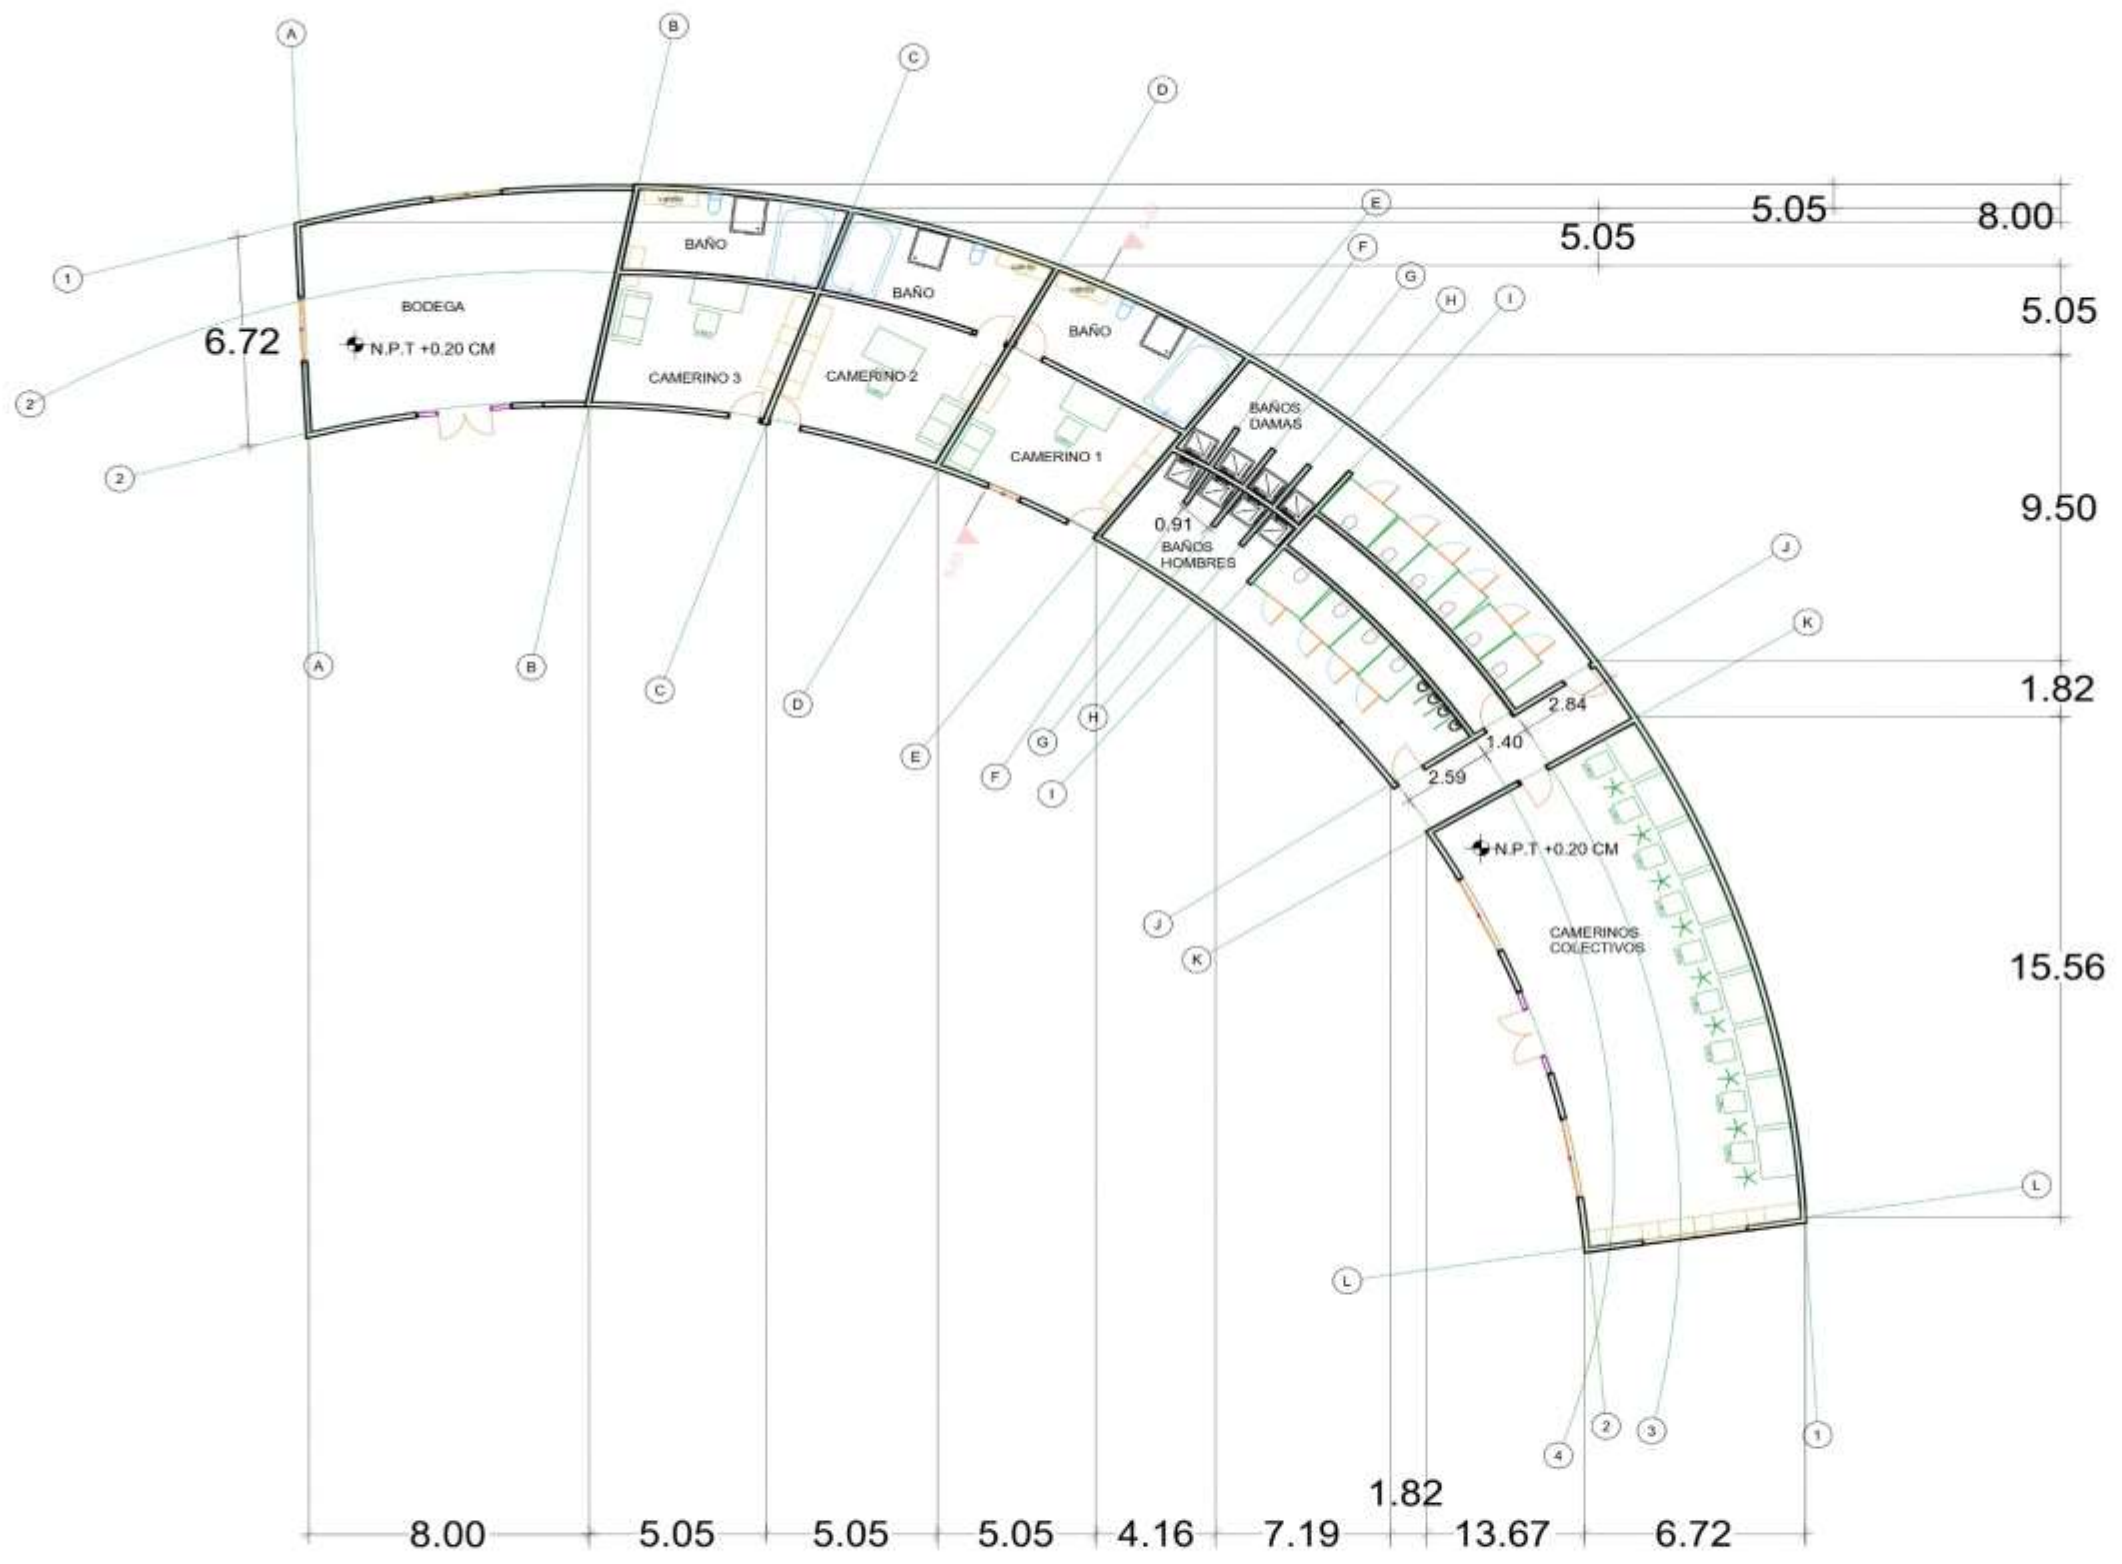 A
B
C
D
E
F
G
H
I
5.05
8.00
5.05
5.05
1
BAÑO
BAÑO
BODEGA
6.72
N.P.T +0.20 CM
BAÑO
CAMERINO 3
CAMERINO 2
2'
BAÑOS
DAMAS
CAMERINO 1
2
9.50
0.91
BAÑOS
HOMBRES
J
K
A
B
C
D
1.82
2.84
H
G
1.40
E
F
2.59
I
N.P.T +0.20 CM
J
CAMERINOS
COLECTIVOS
K
15.56
L
L
2
3
1
4
1.82
8.00
5.05
5.05
5.05
4.16
7.19
13.67
6.72